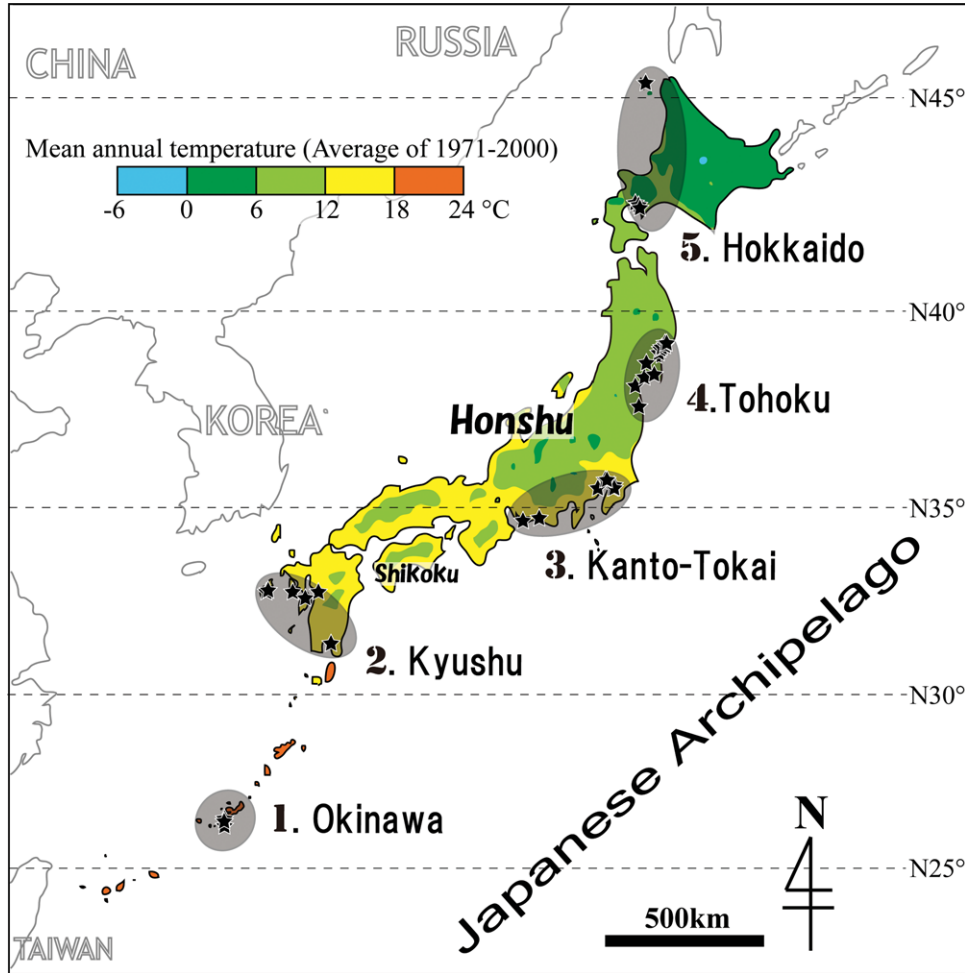 RUSSIA
CHINA
N45°
Mean annual temperature (Average of 1971-2000)
-6 0 6 12 18 24 °C
5. Hokkaido
N40°
4.Tohoku
KOREA
Honshu
N35°
3. Kanto-Tokai
Shikoku
2. Kyushu
N30°
Japanese Archipelago
1. Okinawa
N
N25°
500km
TAIWAN